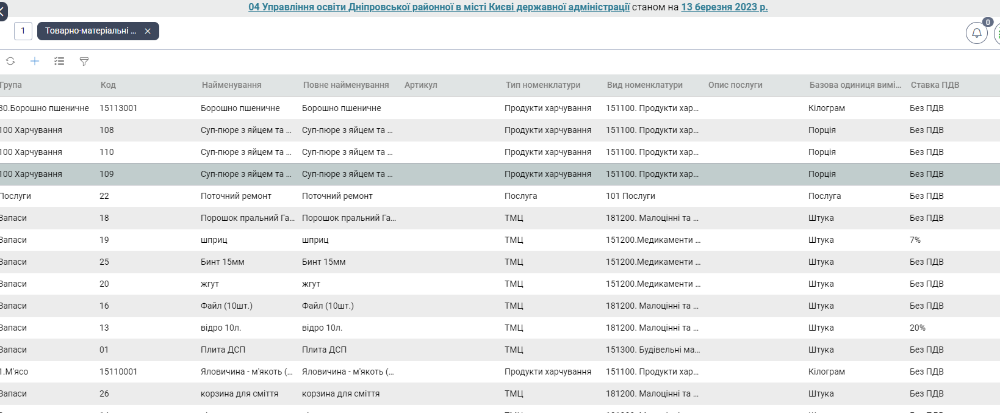 04 Управління освіти Дніпровської районної в місті Києві державної адміністрації станом на 13 березня 2023 р.
0
1 Товарно-матеріальні ...
Група Код Найменування Повне найменування Артикул Тип номенклатури Вид номенклатури Опис послуги Базова одиниця вимі... Ставка ПДВ
30.Борошно пшеничне 15113001 Борошно пшеничне Борошно пшеничне Продукти харчування 151100. Продукти хар... Кілограм Без ПДВ
100 Харчування 108 Суп-пюре з яйцем та ... Суп-пюре з яйцем та ... Продукти харчування 151100. Продукти хар... Порція Без ПДВ
100 Харчування 110 Суп-пюре з яйцем та ... Суп-пюре з яйцем та ... Продукти харчування 151100. Продукти хар... Порція Без ПДВ
100 Харчування 109 Суп-пюре з яйцем та ... Суп-пюре з яйцем та ... Продукти харчування 151100. Продукти хар... Порція Без ПДВ
Послуги 22 Поточний ремонт Поточний ремонт Послуга 101 Послуги Послуга Без ПДВ
Запаси 18 Порошок пральний Га... Порошок пральний Га... ТМЦ 181200. Малоцінні та ... Штука Без ПДВ
Запаси 19 шприц шприц ТМЦ 151200.Медикаменти ... Штука 7%
Запаси 25 Бинт 15мм Бинт 15мм ТМЦ 151200.Медикаменти ... Штука Без ПДВ
Запаси 20 жгут жгут ТМЦ 151200.Медикаменти ... Штука Без ПДВ
Запаси 16 Файл (10шт.) Файл (10шт.) ТМЦ 181200. Малоцінні та ... Штука Без ПДВ
Запаси 13 відро 10л. відро 10л. ТМЦ 181200. Малоцінні та ... Штука 20%
Запаси 01 Плита ДСП Плита ДСП ТМЦ 151300. Будівельні ма... Штука Без ПДВ
1.М'ясо 15110001 Яловичина - м'якоть (... Яловичина - м'якоть (... Продукти харчування 151100. Продукти хар... Кілограм Без ПДВ
Запаси 26 корзина для сміття корзина для сміття ТМЦ 181200. Малоцінні та ... Штука Без ПДВ